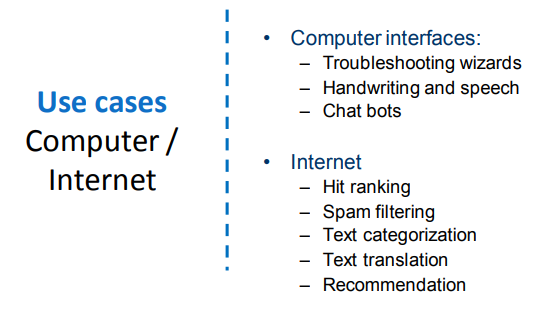 Use cases
Computer /
Internet
• Computer interfaces:
– Troubleshooting wizards
– Handwriting and speech
– Chat bots
• Internet
– Hit ranking
– Spam filtering
– Text categorization
– Text translation
– Recommendation